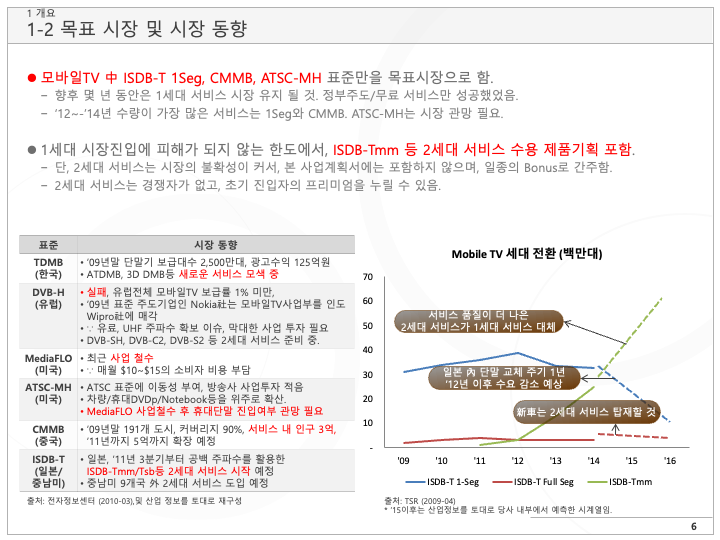 1 개요
1-2 목표 시장 및 시장 동향
● 모바일TV 中 ISDB-T 1Seg, CMMB, ATSC-MH 표준만을 목표시장으로 함.
– 향후 몇 년 동안은 1세대 서비스 시장 유지 될 것. 정부주도/무료 서비스만 성공했었음.
– ‘12~-’14년 수량이 가장 많은 서비스는 1Seg와 CMMB. ATSC-MH는 시장 관망 필요.
● 1세대 시장진입에 피해가 되지 않는 한도에서, ISDB-Tmm 등 2세대 서비스 수용 제품기획 포함.
– 단, 2세대 서비스는 시장의 불확성이 커서, 본 사업계획서에는 포함하지 않으며, 일종의 Bonus로 간주함.
– 2세대 서비스는 경쟁자가 없고, 초기 진입자의 프리미엄을 누릴 수 있음.
표준 시장 동향
TDMB
(한국)
• ’09년말 단말기 보급대수 2,500만대, 광고수익 125억원
• ATDMB, 3D DMB등 새로운 서비스 모색 중
DVB-H
(유럽)
• 실패, 유럽전체 모바일TV 보급률 1% 미만,
• ’09년 표준 주도기업인 Nokia社는 모바일TV사업부를 인도
Wipro社에 매각
• ∵ 유료, UHF 주파수 확보 이슈, 막대한 사업 투자 필요
• DVB-SH, DVB-C2, DVB-S2 등 2세대 서비스 준비 중.
MediaFLO
(미국)
• 최근 사업 철수
• ∵ 매월 $10~$15의 소비자 비용 부담
ATSC-MH
(미국)
• ATSC 표준에 이동성 부여, 방송사 사업투자 적음
• 차량/휴대DVDp/Notebook등을 위주로 확산.
• MediaFLO 사업철수 후 휴대단말 진입여부 관망 필요
CMMB
(중국)
• ’09년말 191개 도시, 커버리지 90%, 서비스 내 인구 3억,
’11년까지 5억까지 확장 예정
ISDB-T
(일본/
중남미)
• 일본, ’11년 3분기부터 공백 주파수를 활용한
ISDB-Tmm/Tsb등 2세대 서비스 시작 예정
• 중남미 9개국 外 2세대 서비스 도입 예정
출처: 전자정보센터 (2010-03),및 산업 정보를 토대로 재구성
Mobile TV 세대 전환 (백만대)
70
60
50
40
30
20
10
-
서비스 품질이 더 나은
2세대 서비스가 1세대 서비스 대체
일본 內 단말 교체 주기 1년
’12년 이후 수요 감소 예상
新車는 2세대 서비스 탑재할 것
'09 '10 '11 '12 '13 '14 '15 '16
ISDB-T 1-Seg ISDB-T Full Seg ISDB-Tmm
출처: TSR (2009-04)
* ’15이후는 산업정보를 토대로 당사 내부에서 예측한 시계열임.
6